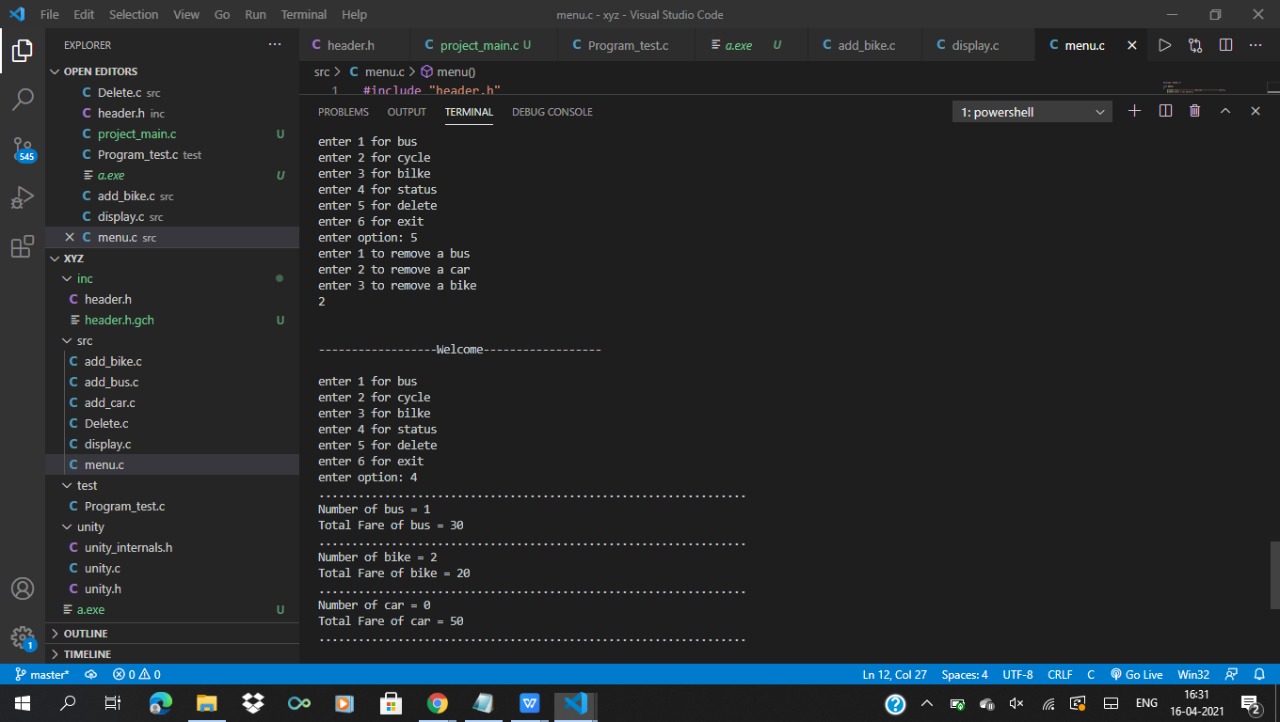 File Edit Selection View Go Run Terminal Help
menu.c - xyz - Visual Studio Code
EXPLORER
OPEN EDITORS
Delete.c src
header.h inc
project_main.c U
Program_test.c test
a.exe U
add_bike.c src
display.c src
menu.c src
XYZ
inc
header.h
header.h.gch U
src
add_bike.c
add_bus.c
add_car.c
Delete.c
display.c
menu.c
test
Program_test.c
unity
unity_internals.h
unity.c
unity.h
a.exe U
OUTLINE
TIMELINE
545
1
header.h project_main.c U Program_test.c a.exe U add_bike.c display.c menu.c
src > menu.c > menu()
1 #include "header.h"
PROBLEMS OUTPUT TERMINAL DEBUG CONSOLE 1: powershell
enter 1 for bus
enter 2 for cycle
enter 3 for bilke
enter 4 for status
enter 5 for delete
enter 6 for exit
enter option: 5
enter 1 to remove a bus
enter 2 to remove a car
enter 3 to remove a bike
2
------------------Welcome------------------
enter 1 for bus
enter 2 for cycle
enter 3 for bilke
enter 4 for status
enter 5 for delete
enter 6 for exit
enter option: 4
.................................................................
Number of bus = 1
Total Fare of bus = 30
.................................................................
Number of bike = 2
Total Fare of bike = 20
.................................................................
Number of car = 0
Total Fare of car = 50
.................................................................
master* 0 0 Ln 12, Col 27 Spaces: 4 UTF-8 CRLF C Go Live Win32
ENG
16:31
16-04-2021
2